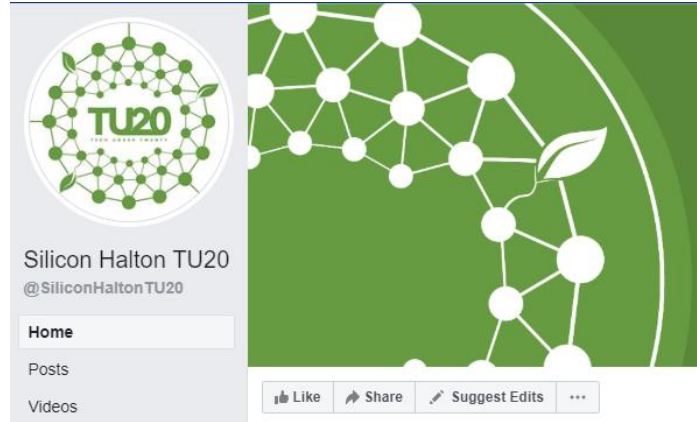 TU20
TECH UNDER TWENTY
Silicon Halton TU20
@SiliconHaltonTU20
Home
Posts
Videos
Like
Share
Suggest Edits